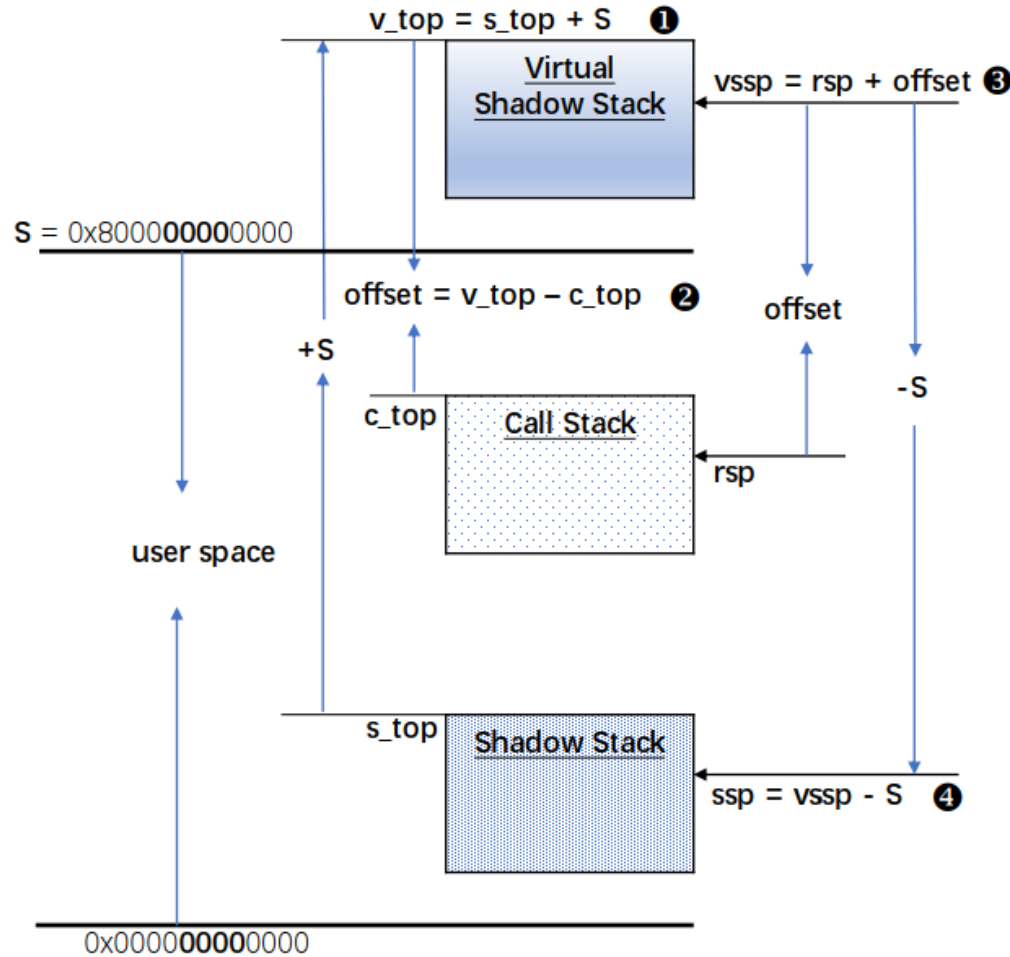 v_top = s_top + S ❶
Virtual
Shadow Stack
vssp = rsp + offset ❸
S = 0x800000000000
offset = v_top – c_top ❷
offset
+S
-S
c_top
Call Stack
rsp
user space
s_top
Shadow Stack
ssp = vssp - S ❹
0x000000000000